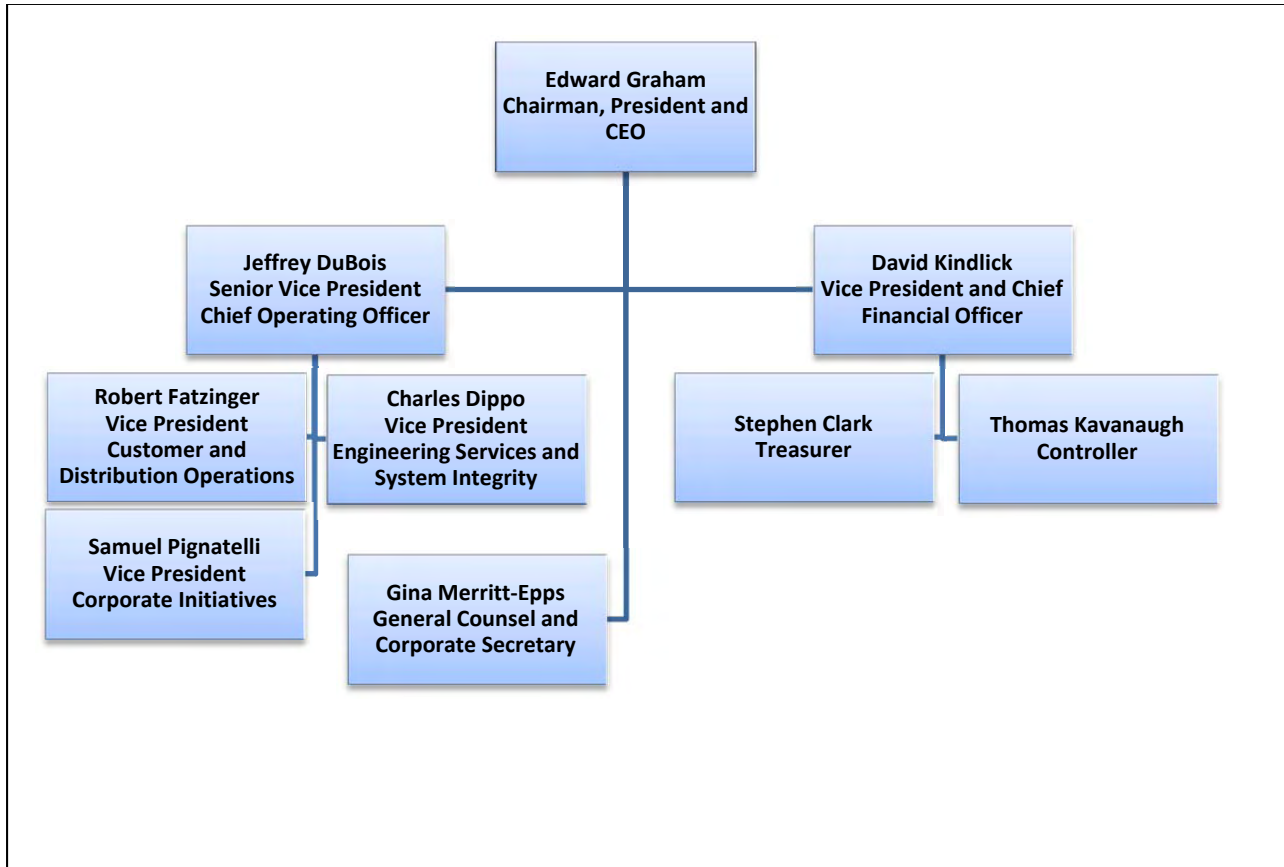 Edward Graham
Chairman, President and
CEO
Jeffrey DuBois
Senior Vice President
Chief Operating Officer
David Kindlick
Vice President and Chief
Financial Officer
Robert Fatzinger
Vice President
Customer and
Distribution Operations
Charles Dippo
Vice President
Engineering Services and
System Integrity
Stephen Clark
Treasurer
Thomas Kavanaugh
Controller
Samuel Pignatelli
Vice President
Corporate Initiatives
Gina Merritt-Epps
General Counsel and
Corporate Secretary